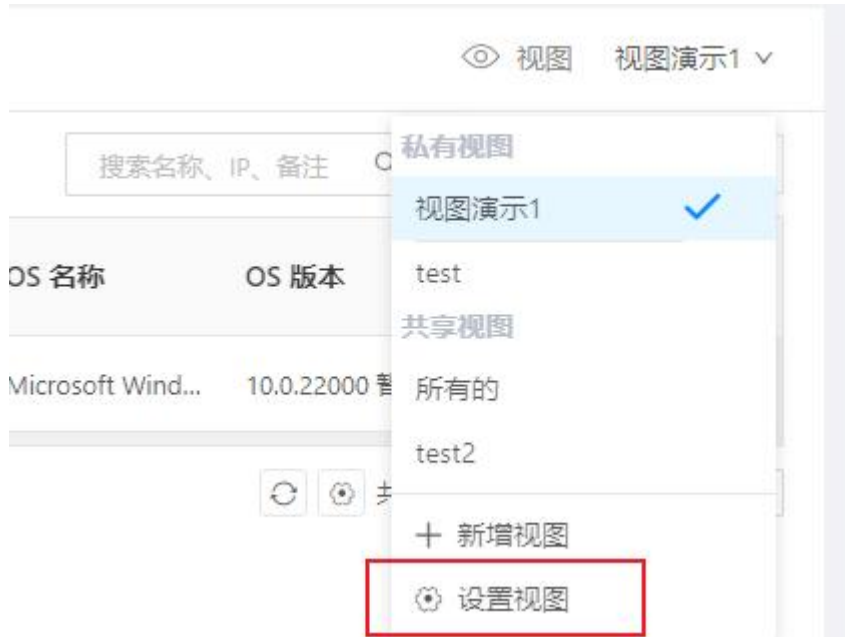 视图 视图演示1
搜索名称、IP、备注
私有视图
视图演示1
OS 名称 OS 版本
test
共享视图
Microsoft Wind... 10.0.22000
所有的
test2
共
新增视图
设置视图